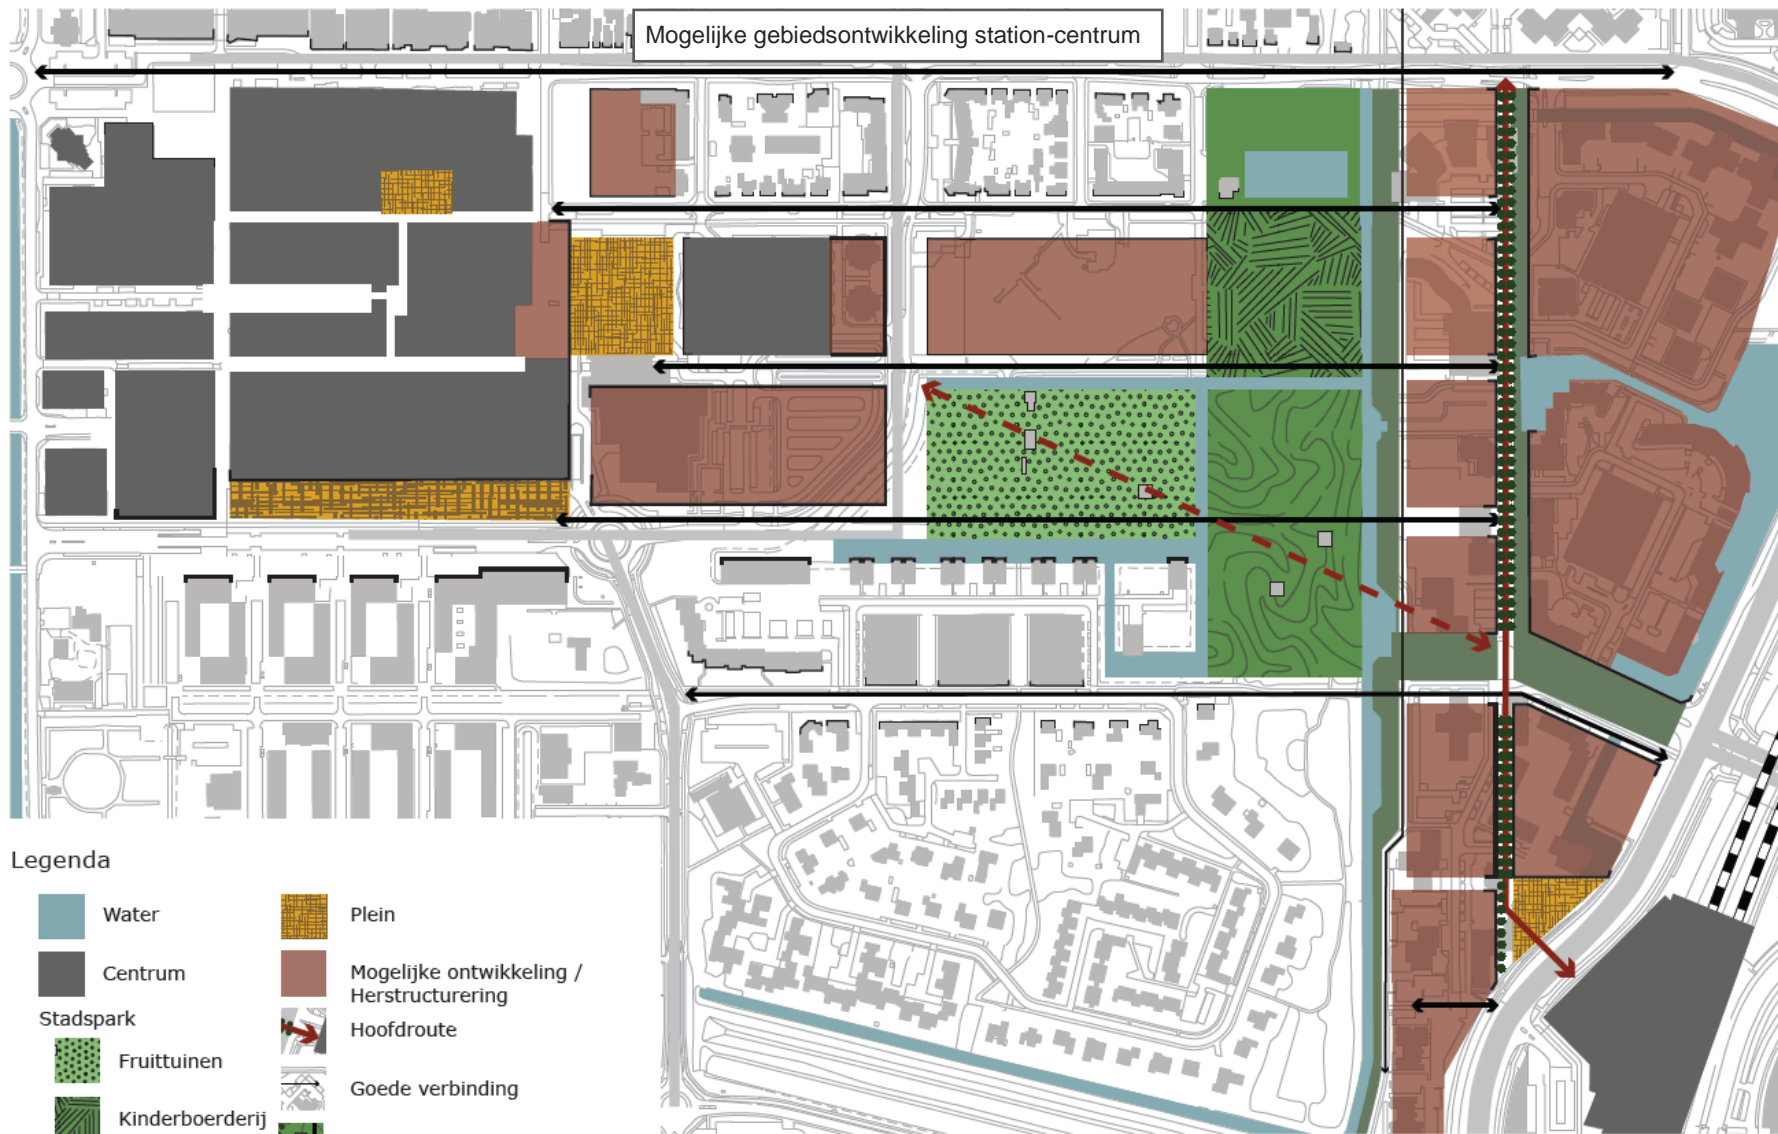 Mogelijke gebiedsontwikkeling station-centrum
Legenda
Water
Centrum
Stadspark
Fruittuinen
Kinderboerderij
Plein
Mogelijke ontwikkeling /
Herstructurering
Hoofdroute
Goede verbinding